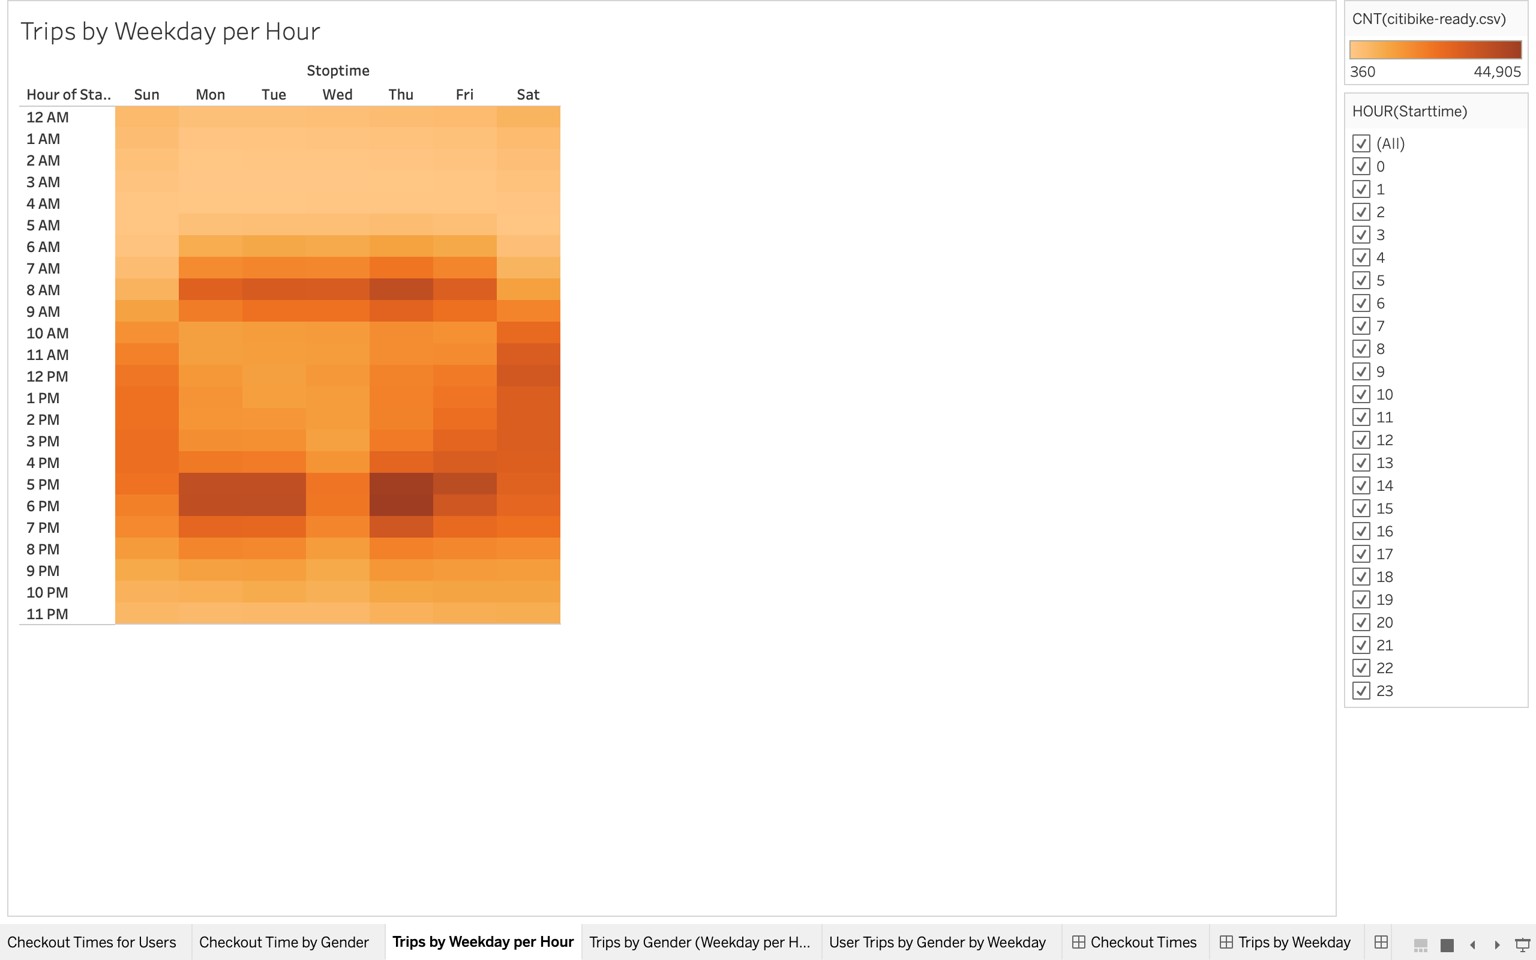 Trips by Weekday per Hour
Stoptime
Hour of Sta.. Sun Mon Tue Wed Thu Fri Sat
12 AM
1 AM
2 AM
3 AM
4 AM
5 AM
6 AM
7 AM
8 AM
9 AM
10 AM
11 AM
12 PM
1 PM
2 PM
3 PM
4 PM
5 PM
6 PM
7 PM
8 PM
9 PM
10 PM
11 PM
CNT(citibike-ready.csv)
360 44,905
HOUR(Starttime)
(All)
0
1
2
3
4
5
6
7
8
9
10
11
12
13
14
15
16
17
18
19
20
21
22
23
Checkout Times for Users Checkout Time by Gender Trips by Weekday per Hour Trips by Gender (Weekday per H... User Trips by Gender by Weekday Checkout Times Trips by Weekday